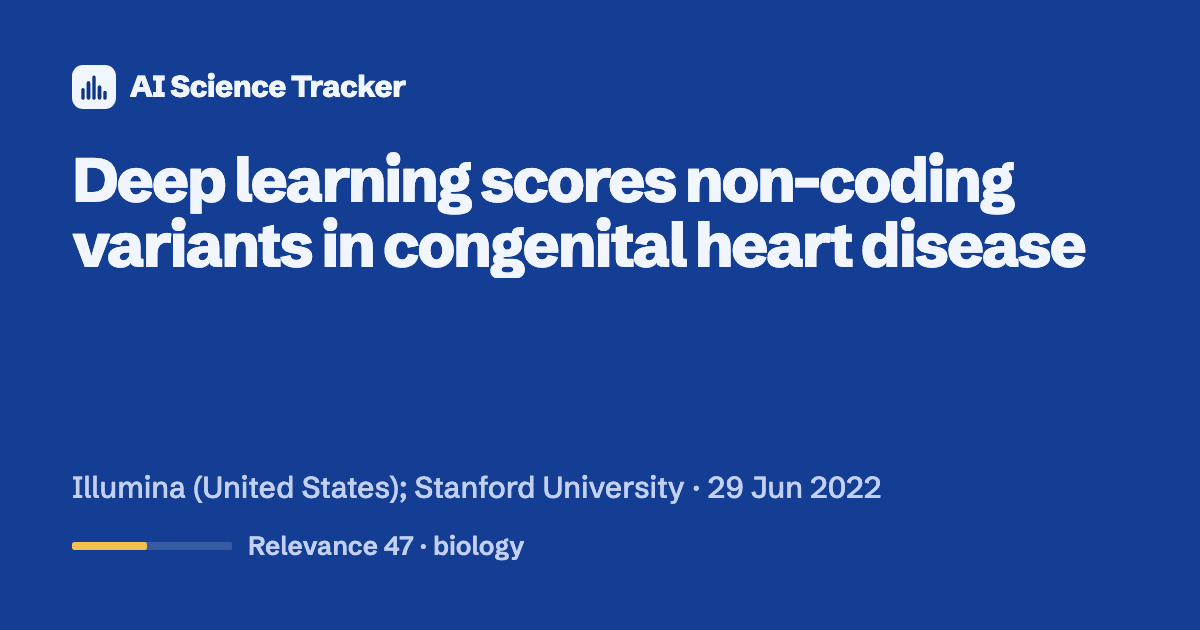 AI Science Tracker
Deep learning scores non-coding
variants in congenital heart disease
Illumina (United States); Stanford University · 29 Jun 2022
Relevance 47 · biology